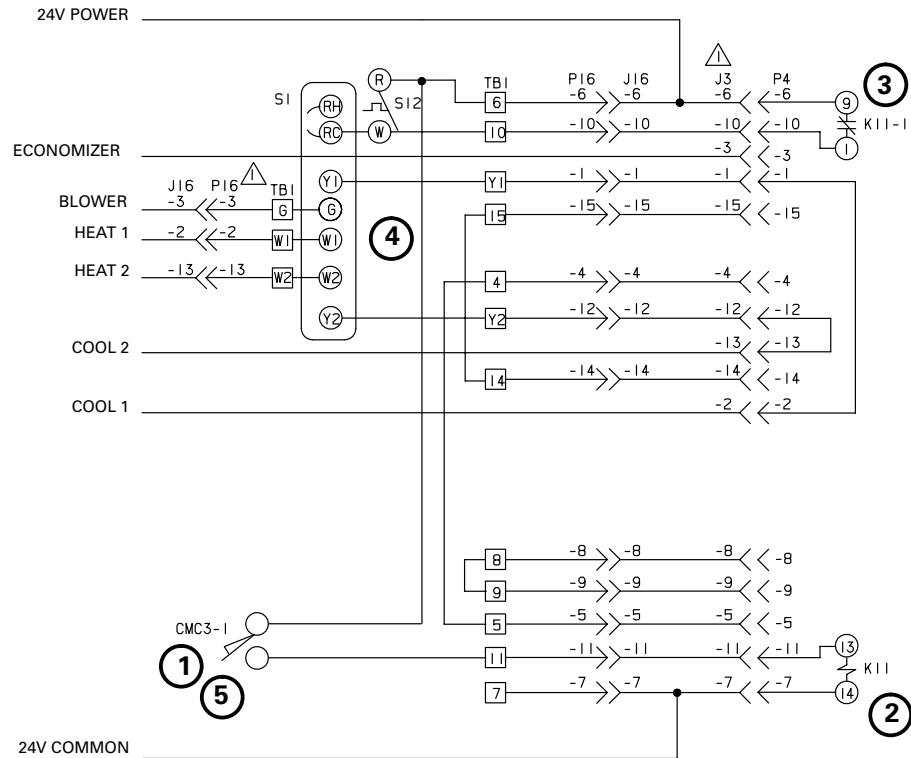 24V POWER
R
TB1 P16 J16 J3 P4
1
S1 RH S12 6 -6 -6 -6 -6 9 3
RC W 10 -10 -10 -10 -10 1 K11-1
ECONOMIZER -3 -3
J16 P16 1 TB1 Y1 Y1 -1 -1 -1 -1
BLOWER -3 -3 G G 15 -15 -15 -15 -15
HEAT 1 -2 -2 W1 W1 4
HEAT 2 -13 -13 W2 W2 4 -4 -4 -4 -4
Y2 Y2 -12 -12 -12 -12
COOL 2 -13 -13
14 -14 -14 -14 -14
COOL 1 -2 -2
8 -8 -8 -8 -8
9 -9 -9 -9 -9
CMC3-1 5 -5 -5 -5 -5
1 11 -11 -11 -11 -11 13
K11
5 7 -7 -7 -7 -7 14
2
24V COMMON